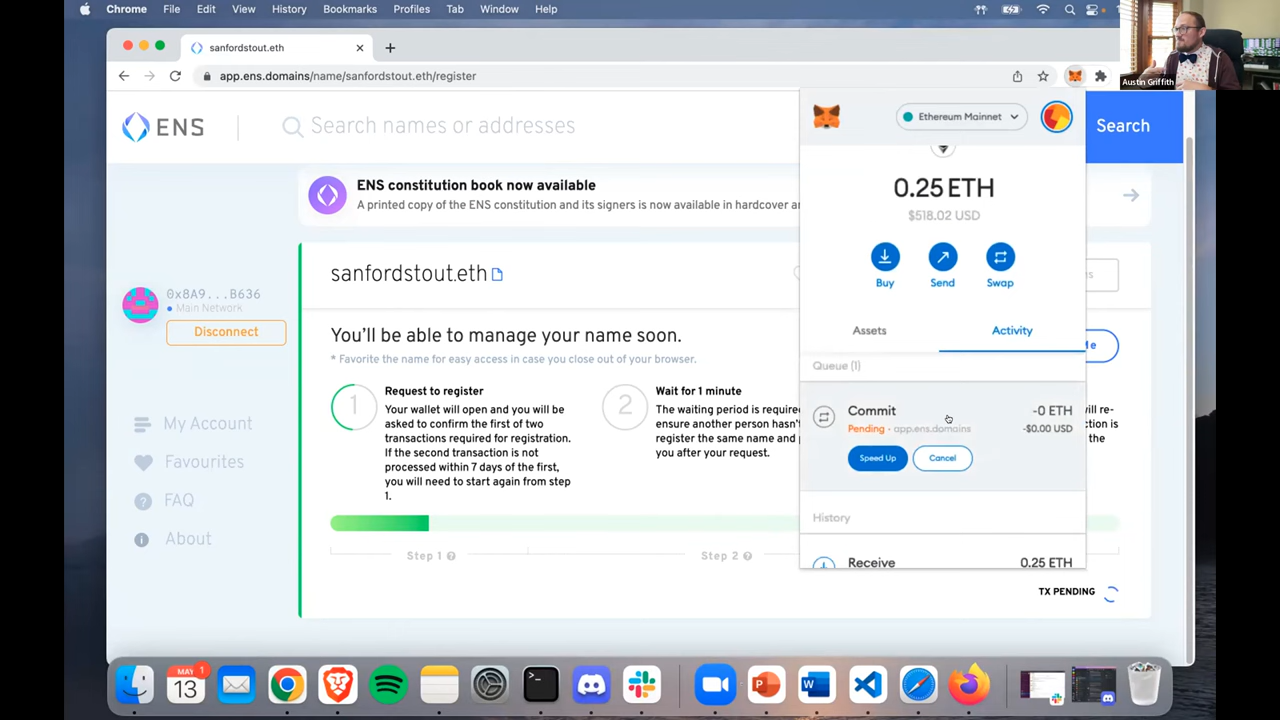 Chrome File Edit View History Bookmarks Profiles Tab Window Help
Austin Griffith
sanfordstout.eth
app.ens.domains/name/sanfordstout.eth/register
ENS
Search names or addresses
Search
ENS constitution book now available
A printed copy of the ENS constitution and its signers is now available in hardcover
sanfordstout.eth
0x8A9...B636
Main Network
Disconnect
My Account
Favourites
FAQ
About
You'll be able to manage your name soon.
* Favorite the name for easy access in case you close out of your browser.
1
Request to register
Your wallet will open and you will be
asked to confirm the first of two
transactions required for registration.
If the second transaction is not
processed within 7 days of the first,
you will need to start again from step
1.
2
Wait for 1 minute
The waiting period is required
ensure another person hasn't
register the same name and
you after your request.
Step 1 ?
Step 2 ?
TX PENDING
Ethereum Mainnet
0.25 ETH
$518.02 USD
Buy
Send
Swap
Assets
Activity
Queue (1)
Commit
-0 ETH
Pending · app.ens.domains
-$0.00 USD
Speed Up
Cancel
History
Receive
0.25 ETH
MAY
1
13